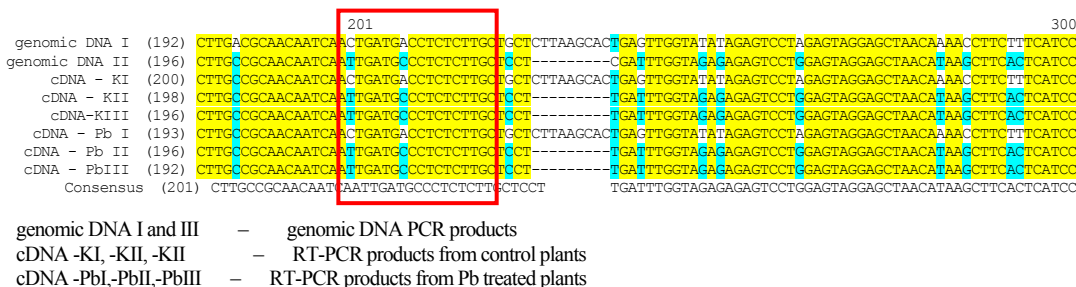 201 300
genomic DNA I (192) CTTGACGCAACAATCAACTGATGACCTCTCTTGCTGCTCTTAAGCACTGAGTTGGTATATAGAGTCCTAGAGTAGGAGCTAACAAAACCTTCTTTCATCC
genomic DNA II (196) CTTGCCGCAACAATCAATTGATGCCCTCTCTTGCTCCT---------CGATTTGGTAGAGAGAGTCCTGGAGTAGGAGCTAACATAAGCTTCACTCATCC
cDNA - KI (200) CTTGCCGCAACAATCAACTGATGACCTCTCTTGCTGCTCTTAAGCACTGAGTTGGTATATAGAGTCCTAGAGTAGGAGCTAACAAAACCTTCTTTCATCC
cDNA - KII (198) CTTGCCGCAACAATCAATTGATGCCCTCTCTTGCTCCT---------TGATTTGGTAGAGAGAGTCCTGGAGTAGGAGCTAACATAAGCTTCACTCATCC
cDNA-KIII (196) CTTGCCGCAACAATCAATTGATGCCCTCTCTTGCTCCT---------TGATTTGGTAGAGAGAGTCCTGGAGTAGGAGCTAACATAAGCTTCACTCATCC
cDNA - Pb I (193) CTTGCCGCAACAATCAACTGATGACCTCTCTTGCTGCTCTTAAGCACTGAGTTGGTATATAGAGTCCTAGAGTAGGAGCTAACAAAACCTTCTTTCATCC
cDNA - Pb II (196) CTTGCCGCAACAATCAATTGATGCCCTCTCTTGCTCCT---------TGATTTGGTAGAGAGAGTCCTGGAGTAGGAGCTAACATAAGCTTCACTCATCC
cDNA - PbIII (192) CTTGCCGCAACAATCAATTGATGCCCTCTCTTGCTCCT---------TGATTTGGTAGAGAGAGTCCTGGAGTAGGAGCTAACATAAGCTTCACTCATCC
Consensus (201) CTTGCCGCAACAATCAATTGATGCCCTCTCTTGCTCCT TGATTTGGTAGAGAGAGTCCTGGAGTAGGAGCTAACATAAGCTTCACTCATCC
genomic DNA I and III – genomic DNA PCR products
cDNA -KI, -KII, -KII – RT-PCR products from control plants
cDNA -PbI,-PbII,-PbIII – RT-PCR products from Pb treated plants